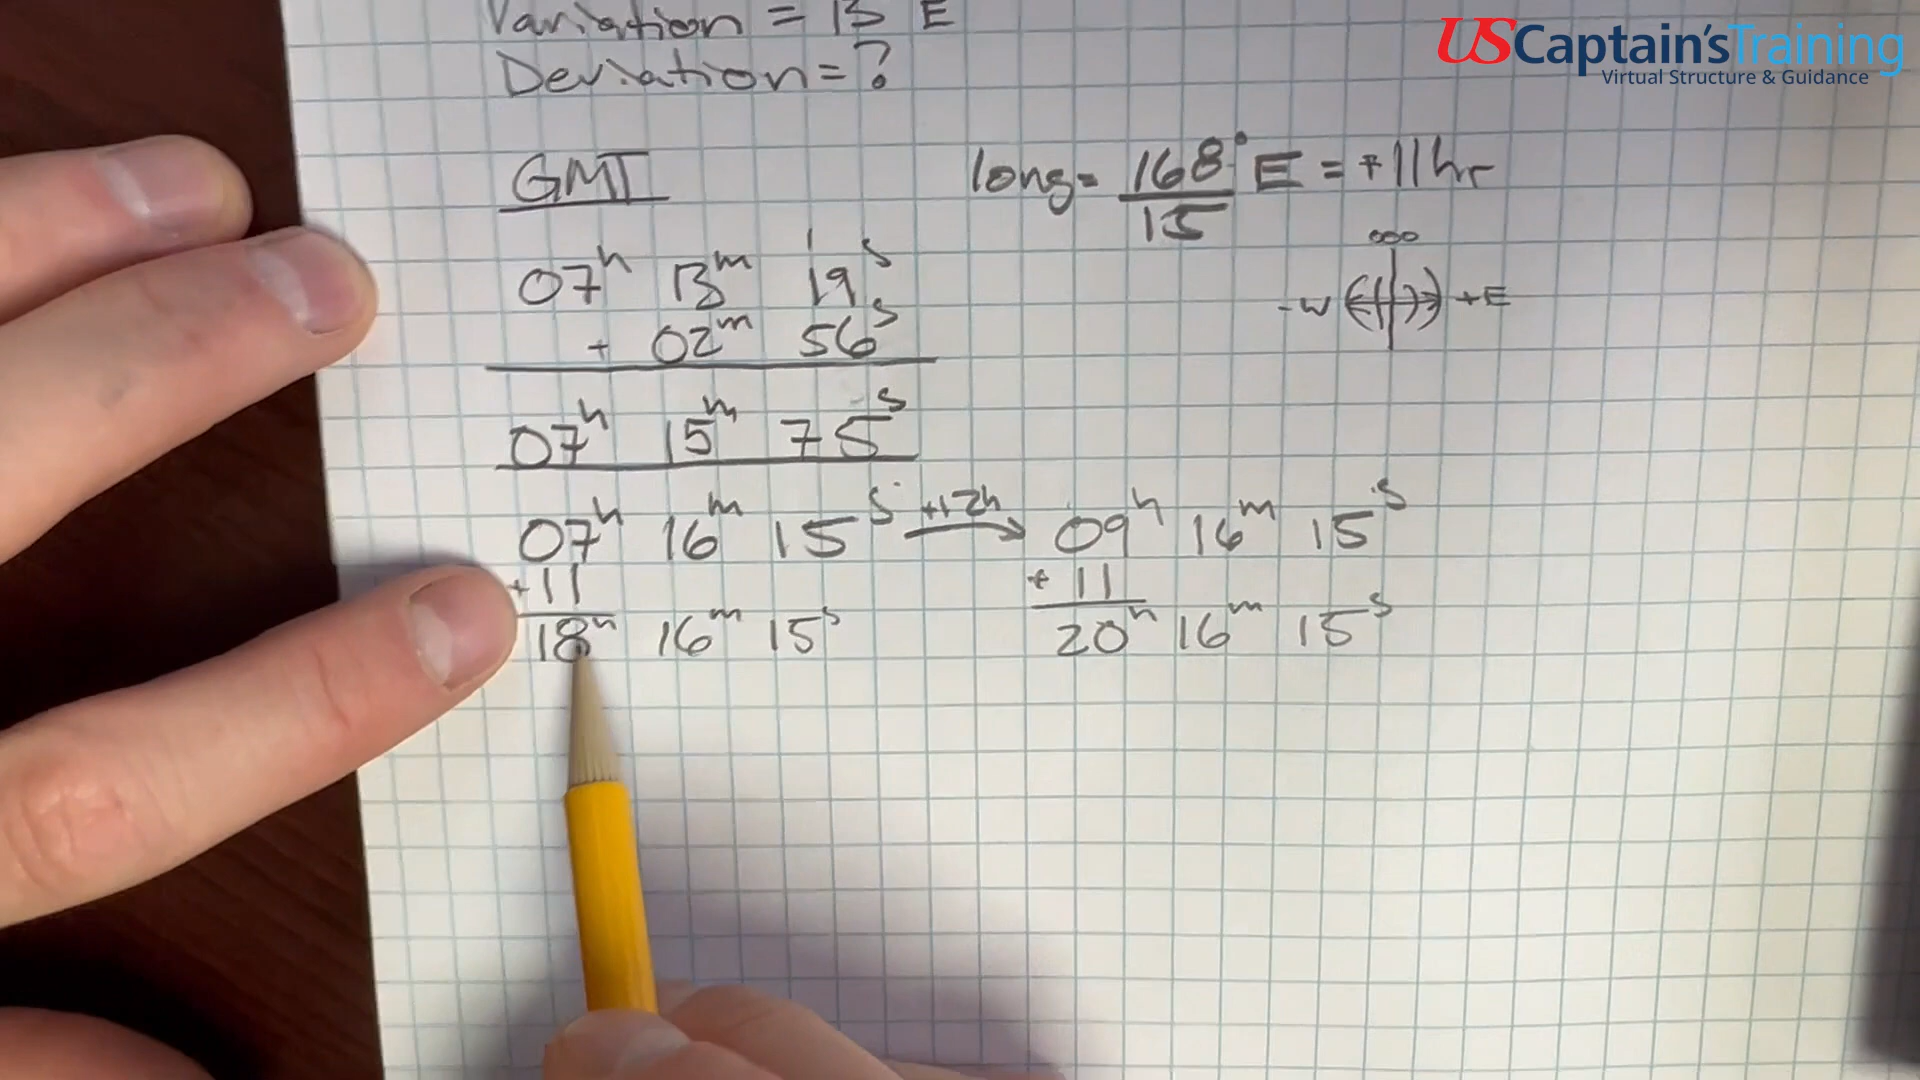 Variation = 13 E
Deviation = ?
USCaptain'sTraining
Virtual Structure & Guidance
GMT
long = 168° E = +11hr
15
000
-W +E
1
07h 13m 19s
+ 02m 56s
07h 15m 75s
07h 16m 15s +12h 09h 16m 15s
+11 + 11
18h 16m 15s 20h 16m 15s